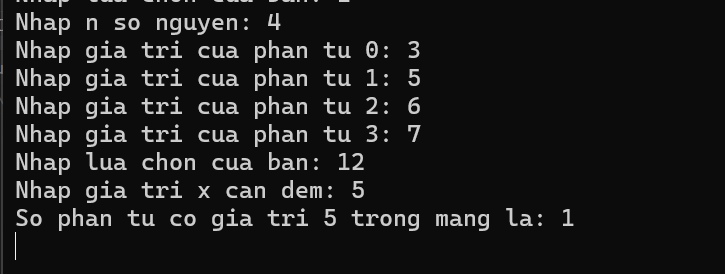 Nhap n so nguyen: 4
Nhap gia tri cua phan tu 0: 3
Nhap gia tri cua phan tu 1: 5
Nhap gia tri cua phan tu 2: 6
Nhap gia tri cua phan tu 3: 7
Nhap lua chon cua ban: 12
Nhap gia tri x can dem: 5
So phan tu co gia tri 5 trong mang la: 1